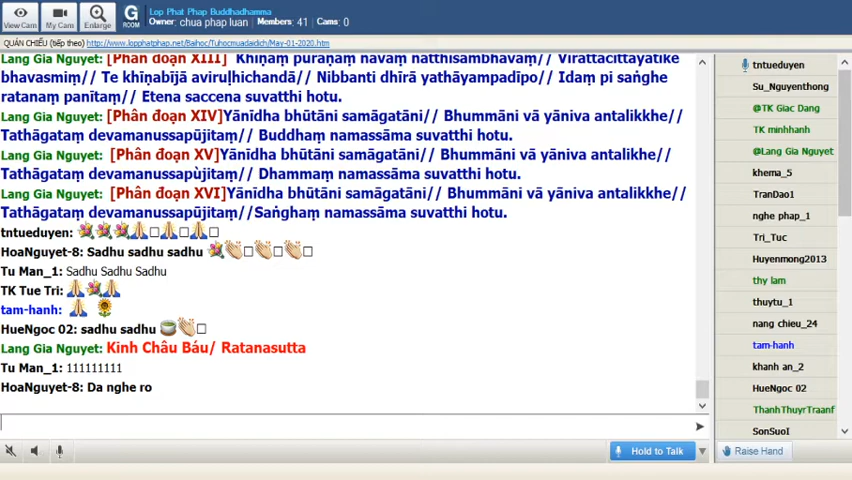 Lop Phat Phap Buddhadhamma
Owner: chua phap luan Members: 41 Cams: 0
View Cam
My Cam
Enlarge
G
ROOM
QUÁN CHIẾU (tiếp theo) http://www.lopphatphap.net/Baihoc/Tuhocmuadaidich/May-01-2020.htm
Lang Gia Nguyet: [Phân đoạn XIII] Khīṇaṃ purāṇaṃ navaṃ natthisambhavaṃ// Virattacittāyatike
bhavasmiṃ// Te khīṇabījā aviruḷhichandā// Nibbanti dhīrā yathāyampadīpo// Idaṃ pi saṅghe
ratanaṃ panītaṃ// Etena saccena suvatthi hotu.
Lang Gia Nguyet: [Phân đoạn XIV]Yānīdha bhūtāni samāgatāni// Bhummāni vā yāniva antalikkhe//
Tathāgataṃ devamanussapūjitaṃ// Buddhaṃ namassāma suvatthi hotu.
Lang Gia Nguyet: [Phân đoạn XV]Yānīdha bhūtāni samāgatāni// Bhummāni vā yāniva antalikhe//
Tathāgataṃ devamanussapùjitaṃ// Dhammaṃ namassāma suvatthi hotu.
Lang Gia Nguyet: [Phân đoạn XVI]Yānīdha bhūtāni samāgatāni// Bhummāni vā yāniva antalikkhe//
Tathāgataṃ devamanussapūjitaṃ//Saṅghaṃ namassāma suvatthi hotu.
tntueduyen: 💐💐💐🙏□🙏□🙏□
HoaNguyet-8: Sadhu sadhu sadhu 💐👏□👏□👏□
Tu Man_1: Sadhu Sadhu Sadhu
TK Tue Tri: 🙏💐🙏
tam-hanh: 🙏 🌻
HueNgoc 02: sadhu sadhu 🍵👏□
Lang Gia Nguyet: Kinh Châu Báu/ Ratanasutta
Tu Man_1: 111111111
HoaNguyet-8: Da nghe ro
Hold to Talk
Raise Hand
tntueduyen
Su_Nguyenthong
@TK Giac Dang
TK minhhanh
@Lang Gia Nguyet
khema_5
TranDao1
nghe phap_1
Tri_Tuc
Huyenmong2013
thy lam
thuytu_1
nang chieu_24
tam-hanh
khanh an_2
HueNgoc 02
ThanhThuyrTraanf
SonSuoI